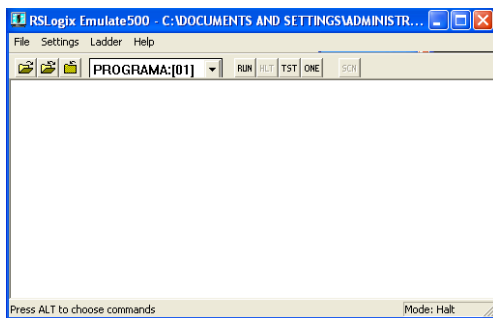 RSLogix Emulate500 - C:\DOCUMENTS AND SETTINGS\ADMINISTR...
File Settings Ladder Help
PROGRAMA:[01] RUN HLT TST ONE SCN
Press ALT to choose commands Mode: Halt